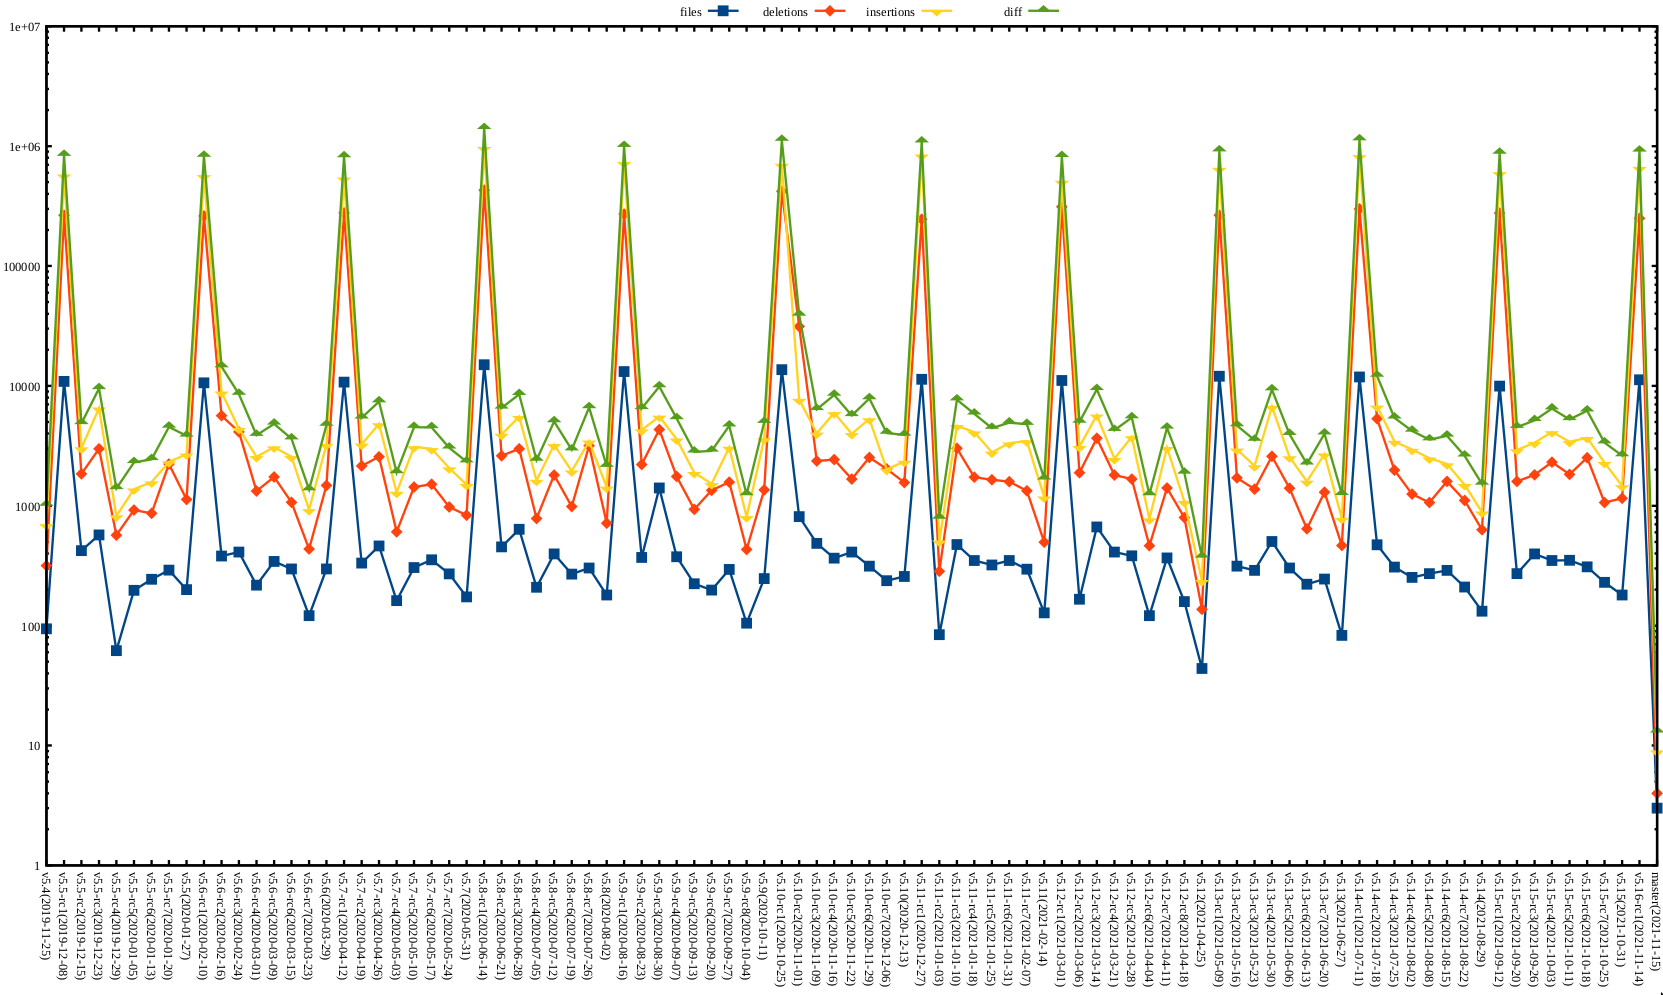 files
deletions
insertions
diff
1e+07
1e+06
100000
10000
1000
100
10
1
v5.4(2019-11-25)
v5.5-rc1(2019-12-08)
v5.5-rc2(2019-12-15)
v5.5-rc3(2019-12-23)
v5.5-rc4(2019-12-29)
v5.5-rc5(2020-01-05)
v5.5-rc6(2020-01-13)
v5.5-rc7(2020-01-20)
v5.5(2020-01-27)
v5.6-rc1(2020-02-10)
v5.6-rc2(2020-02-16)
v5.6-rc3(2020-02-24)
v5.6-rc4(2020-03-01)
v5.6-rc5(2020-03-09)
v5.6-rc6(2020-03-15)
v5.6-rc7(2020-03-23)
v5.6(2020-03-29)
v5.7-rc1(2020-04-12)
v5.7-rc2(2020-04-19)
v5.7-rc3(2020-04-26)
v5.7-rc4(2020-05-03)
v5.7-rc5(2020-05-10)
v5.7-rc6(2020-05-17)
v5.7-rc7(2020-05-24)
v5.7(2020-05-31)
v5.8-rc1(2020-06-14)
v5.8-rc2(2020-06-21)
v5.8-rc3(2020-06-28)
v5.8-rc4(2020-07-05)
v5.8-rc5(2020-07-12)
v5.8-rc6(2020-07-19)
v5.8-rc7(2020-07-26)
v5.8(2020-08-02)
v5.9-rc1(2020-08-16)
v5.9-rc2(2020-08-23)
v5.9-rc3(2020-08-30)
v5.9-rc4(2020-09-07)
v5.9-rc5(2020-09-13)
v5.9-rc6(2020-09-20)
v5.9-rc7(2020-09-27)
v5.9-rc8(2020-10-04)
v5.9(2020-10-11)
v5.10-rc1(2020-10-25)
v5.10-rc2(2020-11-01)
v5.10-rc3(2020-11-09)
v5.10-rc4(2020-11-16)
v5.10-rc5(2020-11-22)
v5.10-rc6(2020-11-29)
v5.10-rc7(2020-12-06)
v5.10(2020-12-13)
v5.11-rc1(2020-12-27)
v5.11-rc2(2021-01-03)
v5.11-rc3(2021-01-10)
v5.11-rc4(2021-01-18)
v5.11-rc5(2021-01-25)
v5.11-rc6(2021-01-31)
v5.11-rc7(2021-02-07)
v5.11(2021-02-14)
v5.12-rc1(2021-03-01)
v5.12-rc2(2021-03-06)
v5.12-rc3(2021-03-14)
v5.12-rc4(2021-03-21)
v5.12-rc5(2021-03-28)
v5.12-rc6(2021-04-04)
v5.12-rc7(2021-04-11)
v5.12-rc8(2021-04-18)
v5.12(2021-04-25)
v5.13-rc1(2021-05-09)
v5.13-rc2(2021-05-16)
v5.13-rc3(2021-05-23)
v5.13-rc4(2021-05-30)
v5.13-rc5(2021-06-06)
v5.13-rc6(2021-06-13)
v5.13-rc7(2021-06-20)
v5.13(2021-06-27)
v5.14-rc1(2021-07-11)
v5.14-rc2(2021-07-18)
v5.14-rc3(2021-07-25)
v5.14-rc4(2021-08-02)
v5.14-rc5(2021-08-08)
v5.14-rc6(2021-08-15)
v5.14-rc7(2021-08-22)
v5.14(2021-08-29)
v5.15-rc1(2021-09-12)
v5.15-rc2(2021-09-20)
v5.15-rc3(2021-09-26)
v5.15-rc4(2021-10-03)
v5.15-rc5(2021-10-11)
v5.15-rc6(2021-10-18)
v5.15-rc7(2021-10-25)
v5.15(2021-10-31)
v5.16-rc1(2021-11-14)
master(2021-11-15)